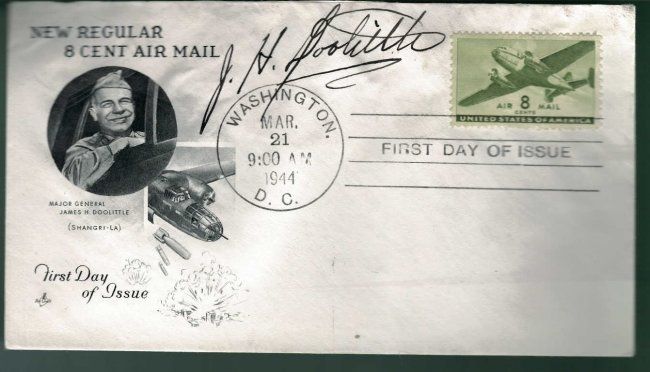 NEW REGULAR
8 CENT AIR MAIL
J. H. Doolittle
AIR 8 MAIL
CENTS
UNITED STATES OF AMERICA
WASHINGTON,
MAR.
21
9:00 AM
1944
D. C.
FIRST DAY OF ISSUE
MAJOR GENERAL
JAMES H. DOOLITTLE
(SHANGRI-LA)
First Day
of Issue